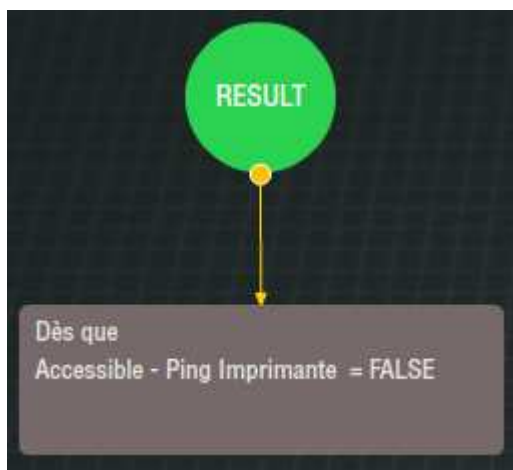 RESULT
Dès que
Accessible - Ping Imprimante = FALSE